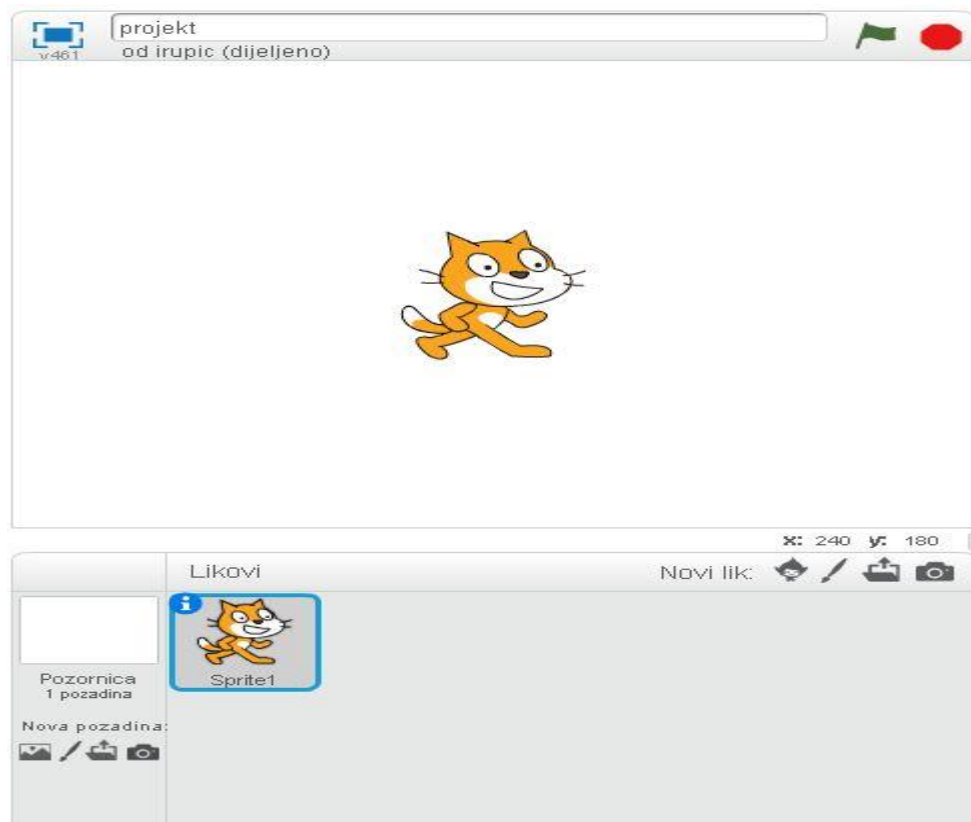 projekt
v461
od irupic (dijeljeno)
x: 240 y: 180
Likovi
Novi lik:
Sprite1
Pozornica
1 pozadina
Nova pozadina: